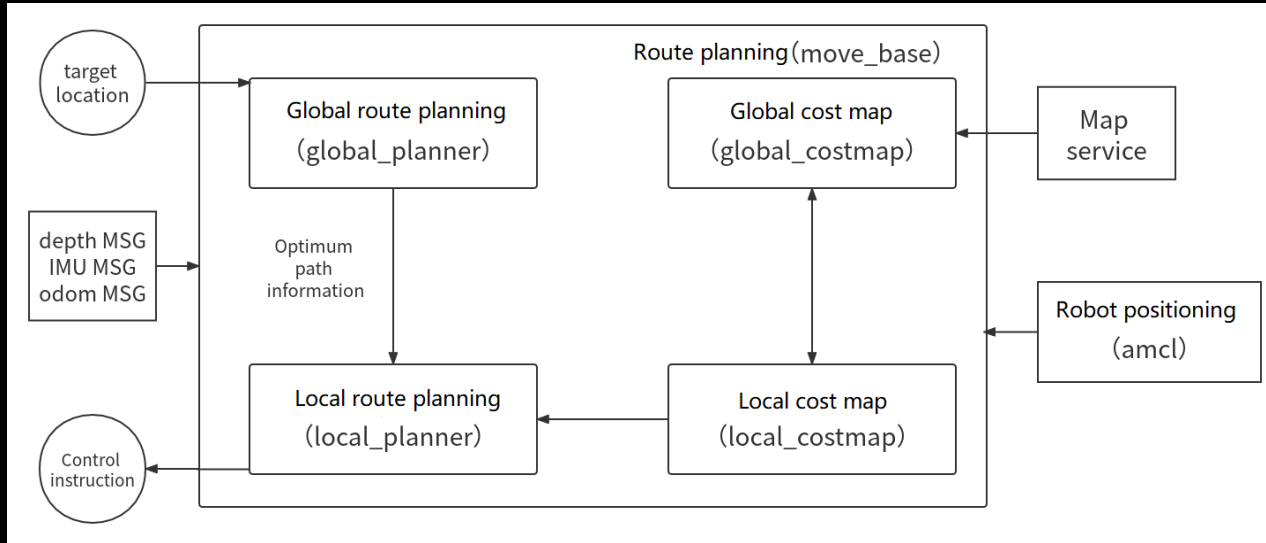 Route planning(move_base)
target
location
Global route planning
(global_planner)
Global cost map
(global_costmap)
Map
service
depth MSG
IMU MSG
odom MSG
Optimum
path
information
Robot positioning
(amcl)
Local route planning
(local_planner)
Local cost map
(local_costmap)
Control
instruction